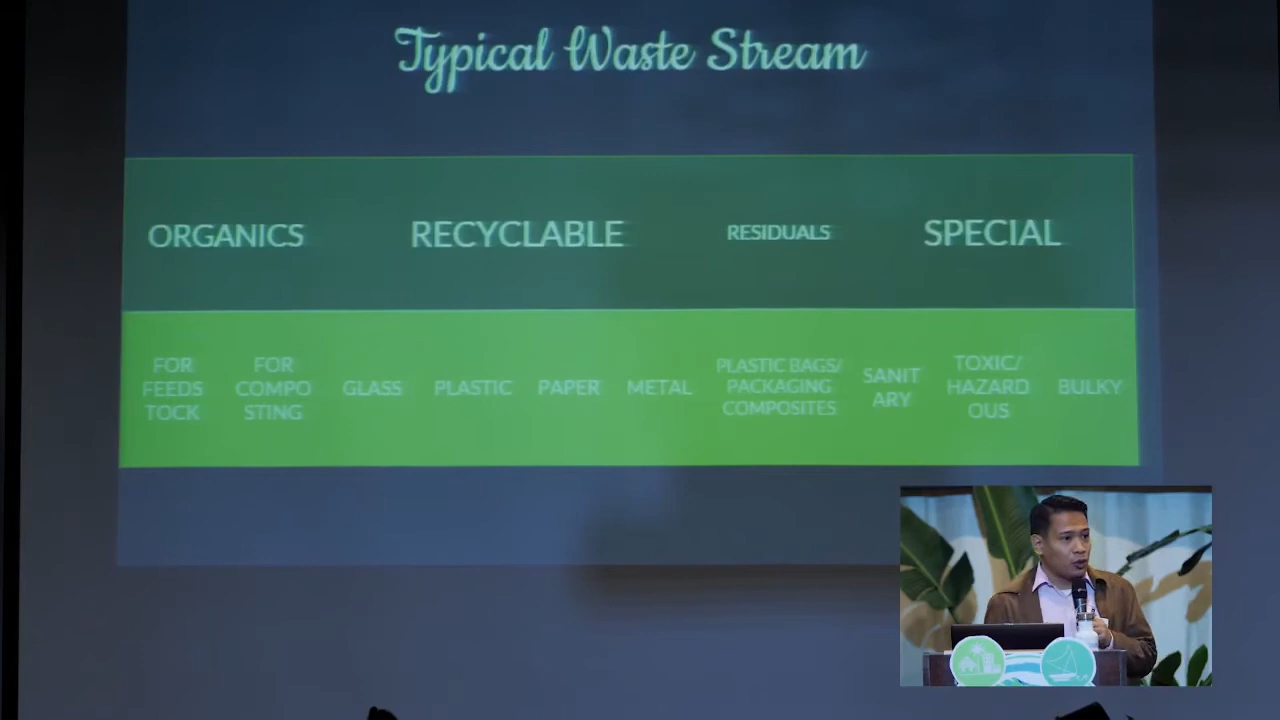 Typical Waste Stream
ORGANICS RECYCLABLE RESIDUALS SPECIAL
FOR
FEEDS
TOCK
FOR
COMPO
STING
GLASS
PLASTIC
PAPER
METAL
PLASTIC BAGS/
PACKAGING
COMPOSITES
SANIT
ARY
TOXIC/
HAZARD
OUS
BULKY